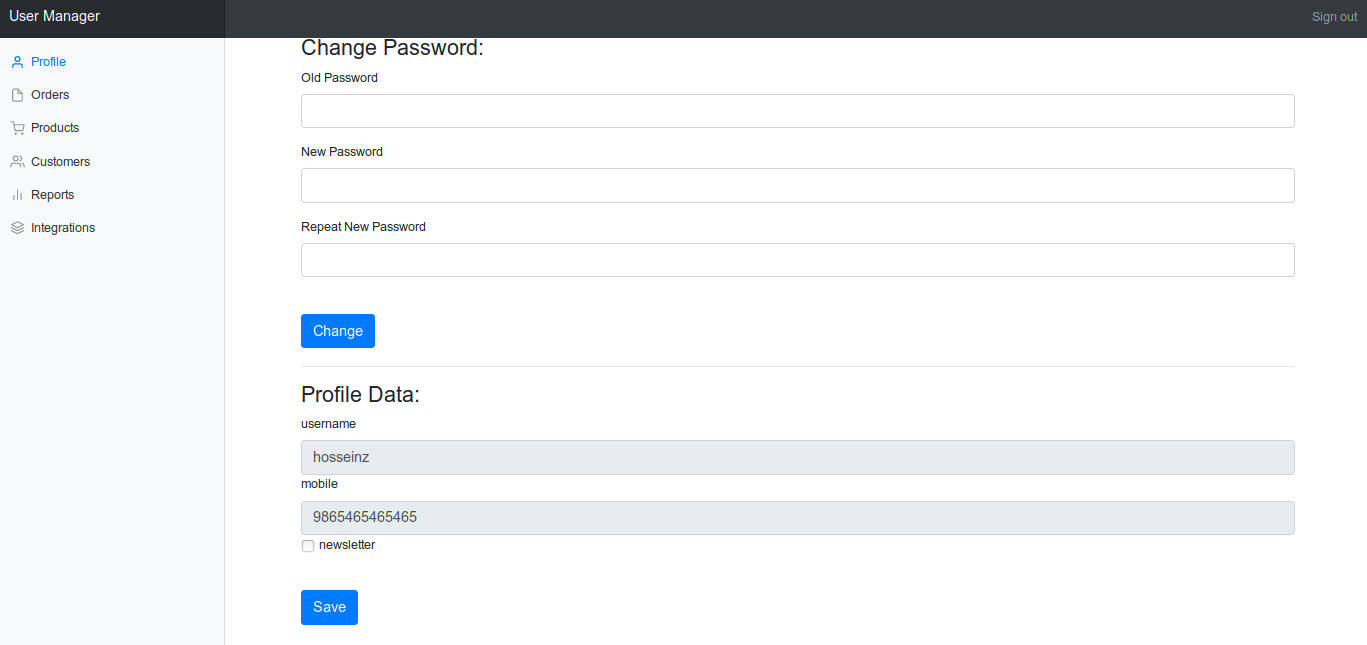 User Manager
Sign out
Profile
Orders
Products
Customers
Reports
Integrations
Change Password:
Old Password
New Password
Repeat New Password
Change
Profile Data:
username
hosseinz
mobile
9865465465465
newsletter
Save